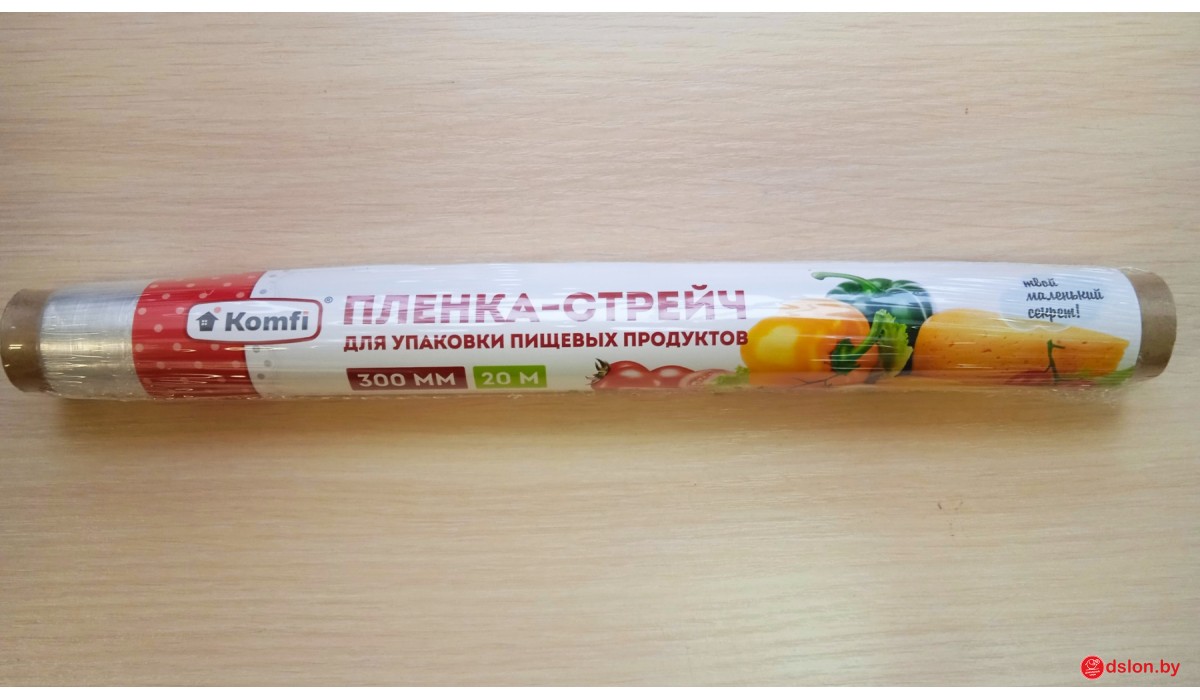 Komfi®
ПЛЕНКА-СТРЕЙЧ
ДЛЯ УПАКОВКИ ПИЩЕВЫХ ПРОДУКТОВ
300 ММ 20 М
твой
маленький
секрет!
dslon.by